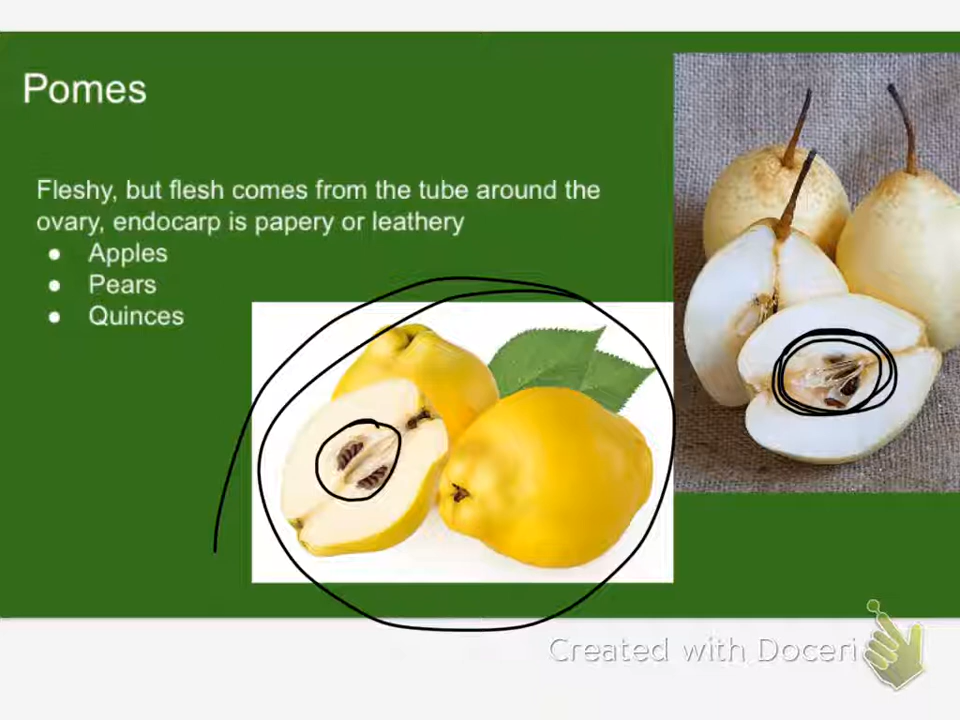 Pomes
Fleshy, but flesh comes from the tube around the
ovary, endocarp is papery or leathery
● Apples
● Pears
● Quinces
Created with Doceri